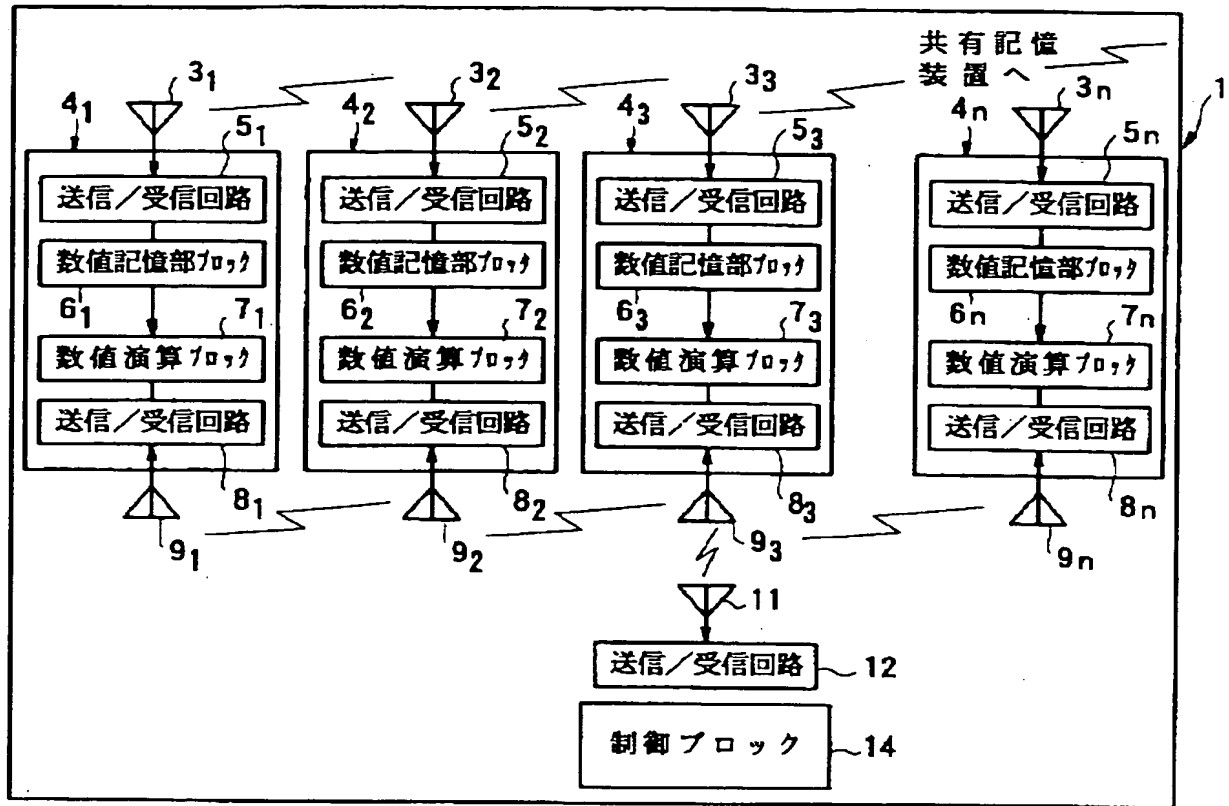 共有記憶
装置へ
1
3₁
3₂
3₃
3ₙ
4₁
4₂
4₃
4ₙ
5₁
5₂
5₃
5ₙ
送信/受信回路
送信/受信回路
送信/受信回路
送信/受信回路
数値記憶部ブロック
数値記憶部ブロック
数値記憶部ブロック
数値記憶部ブロック
6₁
6₂
6₃
6ₙ
7₁
7₂
7₃
7ₙ
数値演算ブロック
数値演算ブロック
数値演算ブロック
数値演算ブロック
送信/受信回路
送信/受信回路
送信/受信回路
送信/受信回路
8₁
8₂
8₃
8ₙ
9₁
9₂
9₃
9ₙ
11
送信/受信回路
12
制御ブロック
14